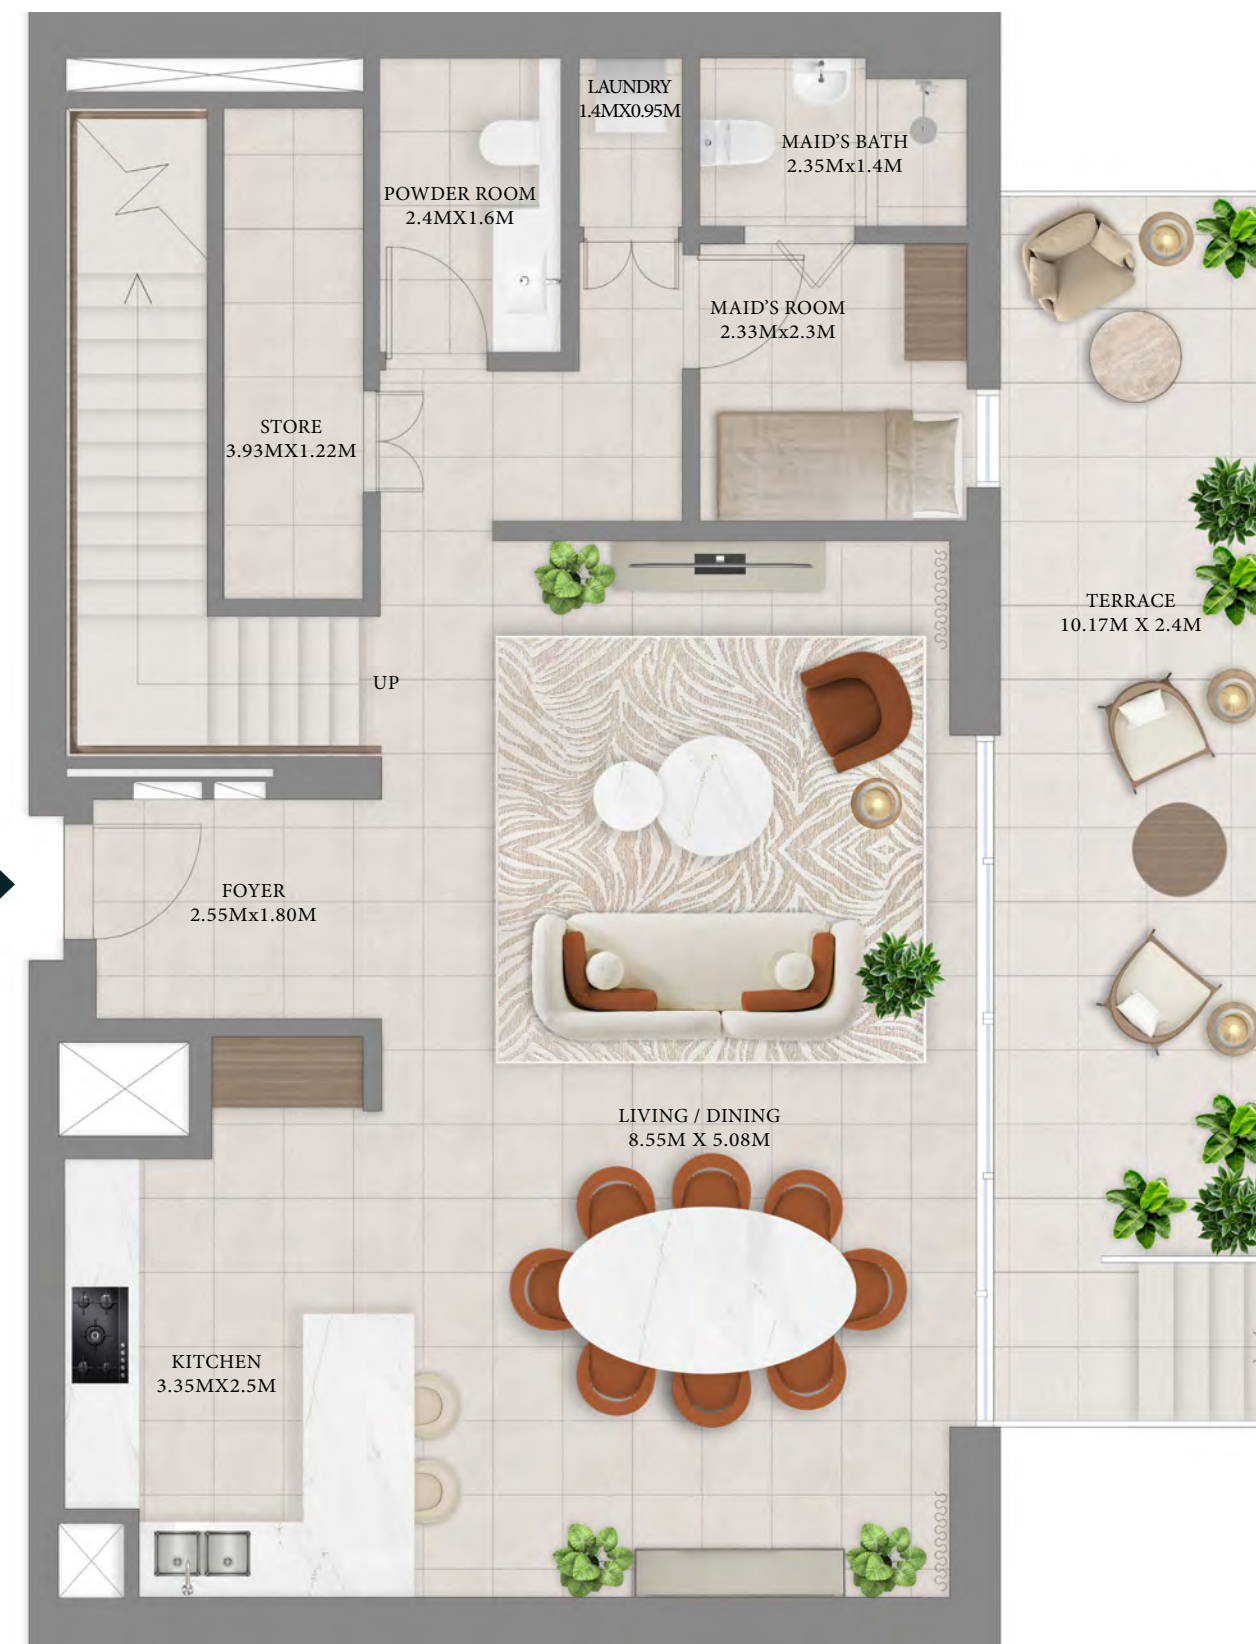 LAUNDRY
1.4MX0.95M
MAID'S BATH
2.35Mx1.4M
POWDER ROOM
2.4MX1.6M
MAID'S ROOM
2.33Mx2.3M
STORE
3.93MX1.22M
TERRACE
10.17M X 2.4M
UP
FOYER
2.55Mx1.80M
LIVING / DINING
8.55M X 5.08M
KITCHEN
3.35MX2.5M